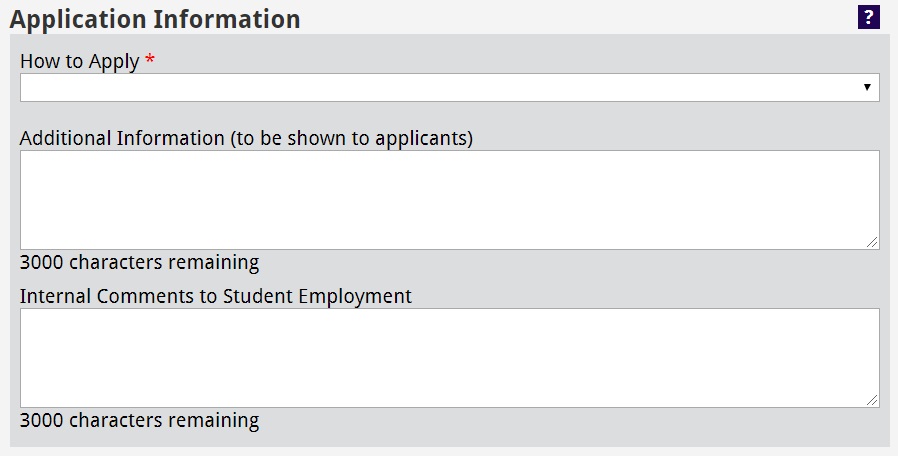 Application Information ?
How to Apply *
Additional Information (to be shown to applicants)
3000 characters remaining
Internal Comments to Student Employment
3000 characters remaining